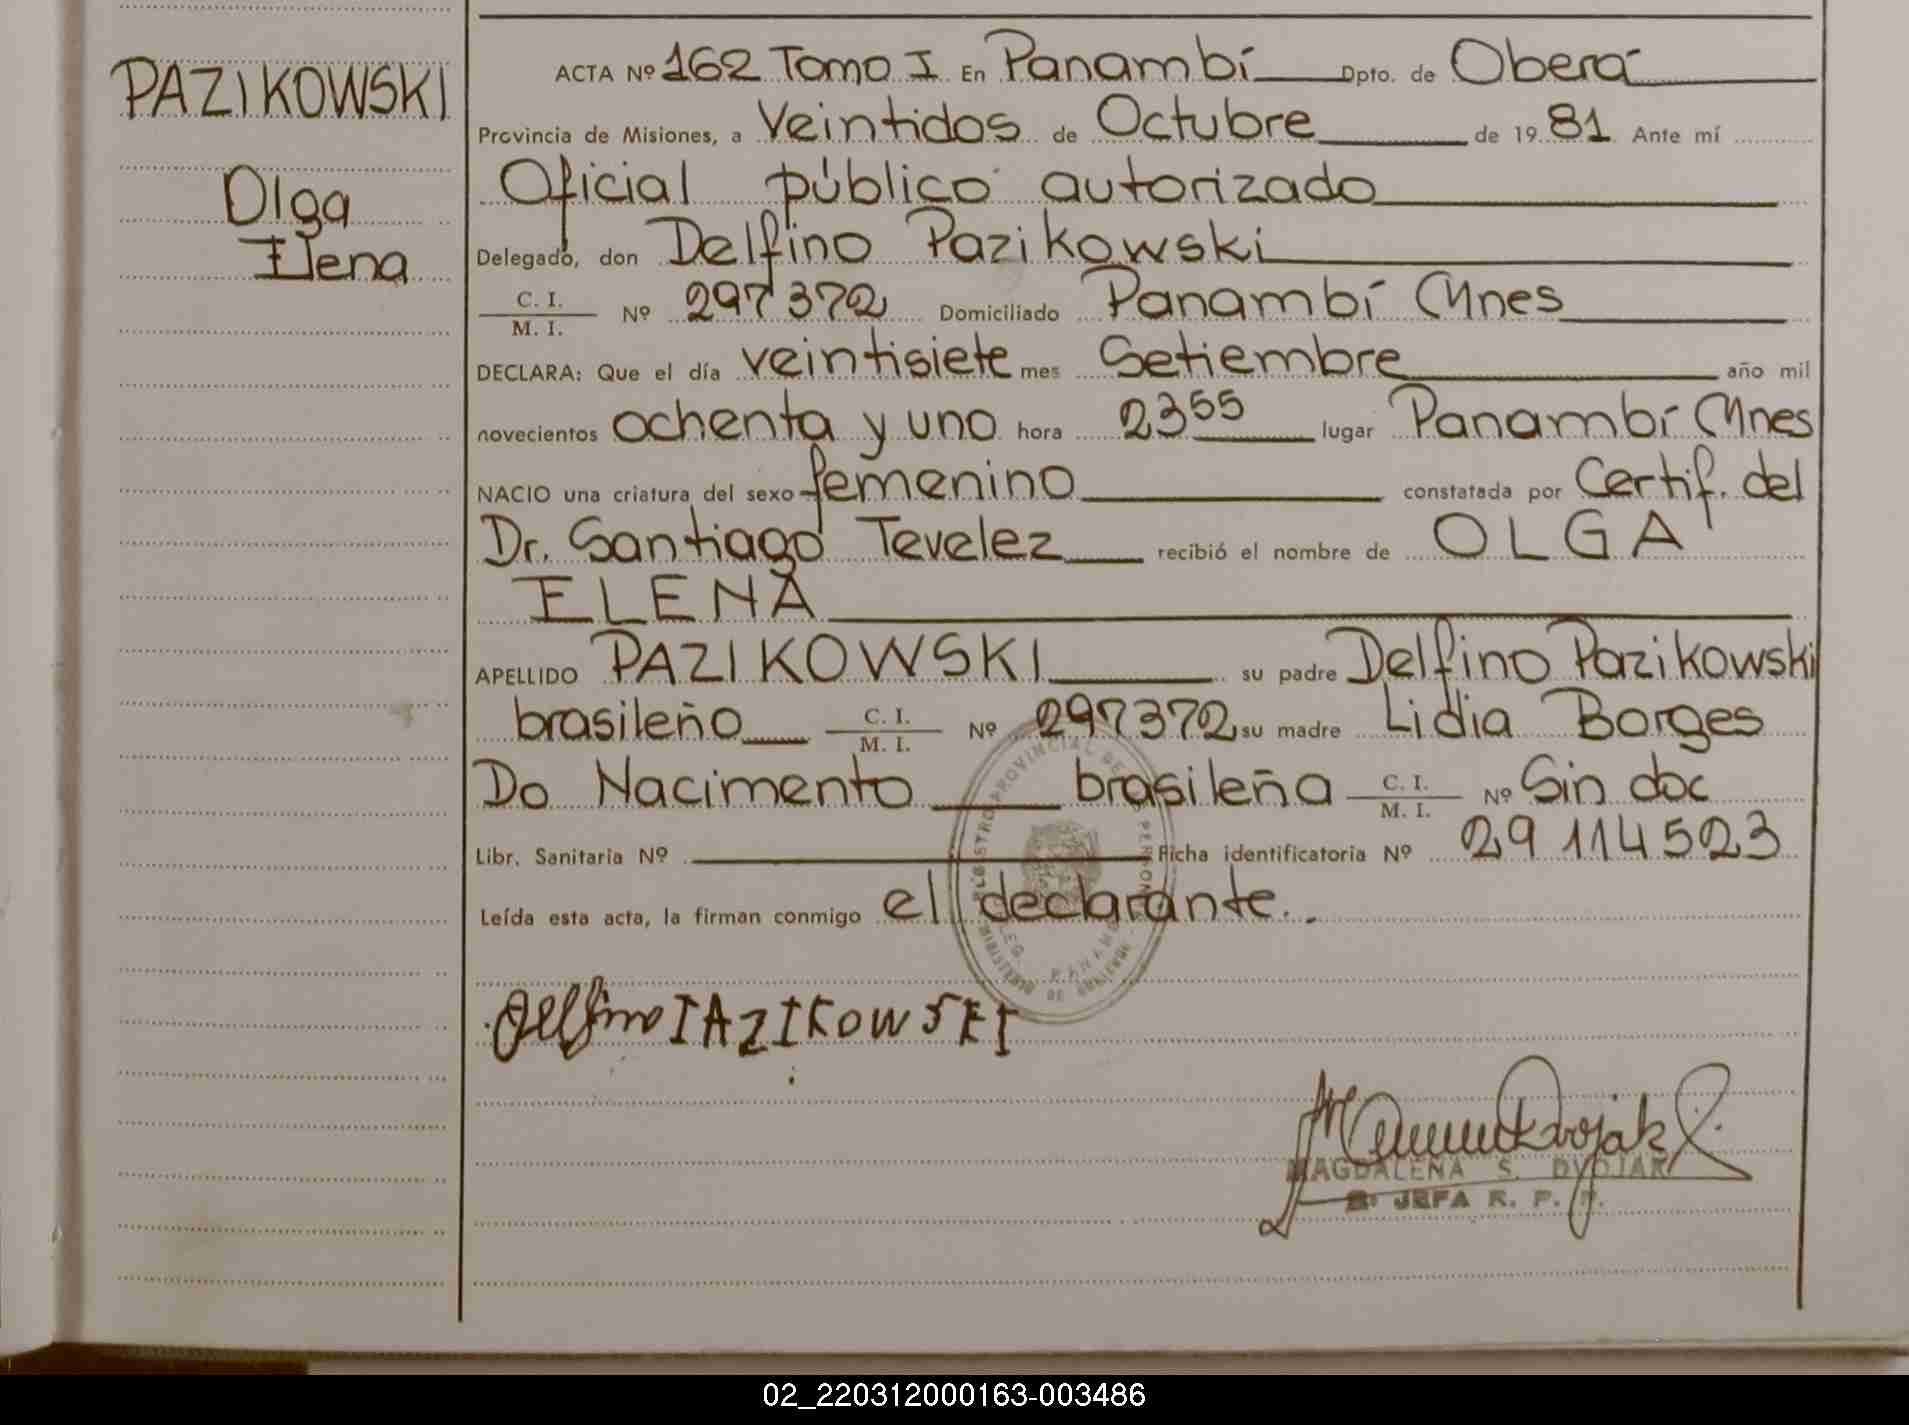 PAZIKOWSKI
Olga
Elena
ACTA Nº 162 Tomo I En Panambí Dpto. de Oberá
Provincia de Misiones, a Veintidos de Octubre de 19 81 Ante mí
Oficial público autorizado
Delegado, don Delfino Pazikowski
C. I.
M. I. Nº 297372 Domiciliado Panambí Mnes
DECLARA: Que el día veintisiete mes Setiembre año mil
novecientos ochenta y uno hora 2355 lugar Panambí Mnes
NACIO una criatura del sexo femenino constatada por Certif. del
Dr. Santiago Tevelez recibió el nombre de OLGA
ELENA
APELLIDO PAZIKOWSKI su padre Delfino Pazikowski
brasileño C. I. M. I. Nº 297372 su madre Lidia Borges
Do Nacimento brasileña C. I. M. I. Nº Sin doc
Libr. Sanitaria Nº Ficha identificatoria Nº 29 114523
Leída esta acta, la firman conmigo el declarante..
Delfino PAZIKOWSKI
MAGDALENA S. DVOJAK
JEFA R. P. P.
02_220312000163-003486